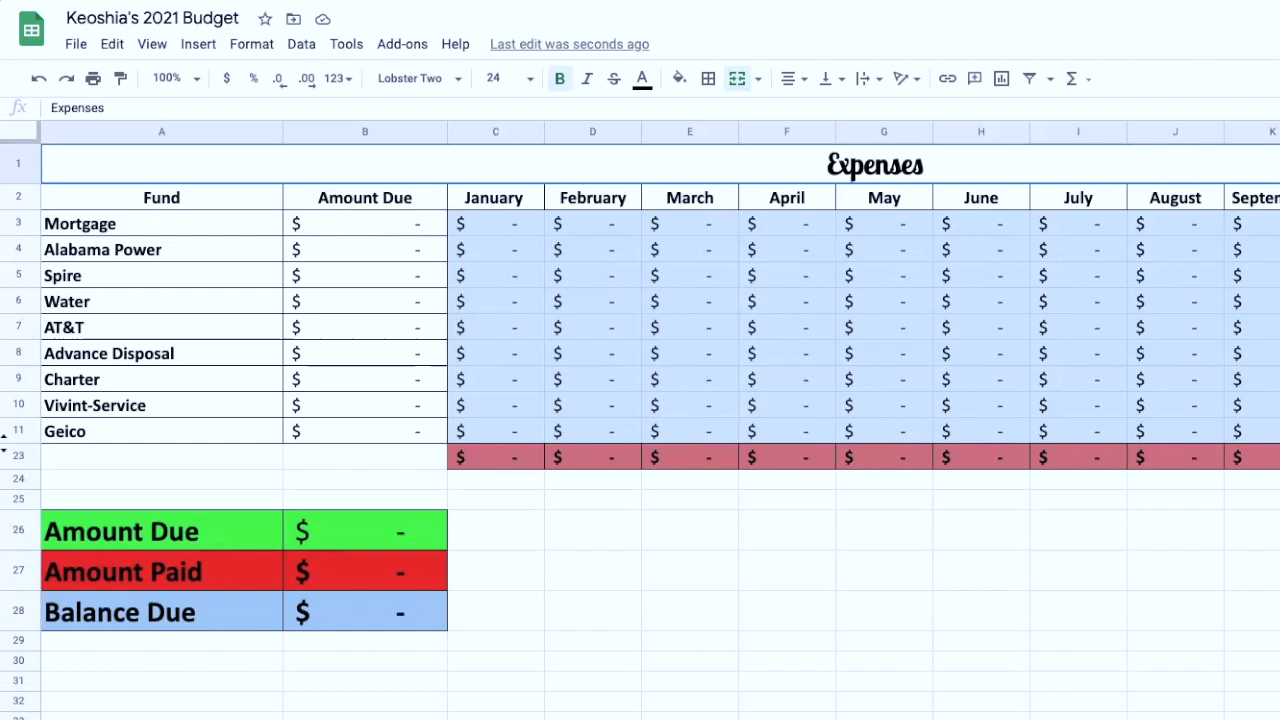 Keoshia's 2021 Budget
File Edit View Insert Format Data Tools Add-ons Help Last edit was seconds ago
100% $ % .0 .00 123 Lobster Two 24 B I S A Σ
fx Expenses
A B C D E F G H I J K
1 Expenses
2 Fund Amount Due January February March April May June July August Septem
3 Mortgage $ - $ - $ - $ - $ - $ - $ - $ - $ - $
4 Alabama Power $ - $ - $ - $ - $ - $ - $ - $ - $ - $
5 Spire $ - $ - $ - $ - $ - $ - $ - $ - $ - $
6 Water $ - $ - $ - $ - $ - $ - $ - $ - $ - $
7 AT&T $ - $ - $ - $ - $ - $ - $ - $ - $ - $
8 Advance Disposal $ - $ - $ - $ - $ - $ - $ - $ - $ - $
9 Charter $ - $ - $ - $ - $ - $ - $ - $ - $ - $
10 Vivint-Service $ - $ - $ - $ - $ - $ - $ - $ - $ - $
11 Geico $ - $ - $ - $ - $ - $ - $ - $ - $ - $
23 $ - $ - $ - $ - $ - $ - $ - $ - $
24
25
26 Amount Due $ -
27 Amount Paid $ -
28 Balance Due $ -
29
30
31
32